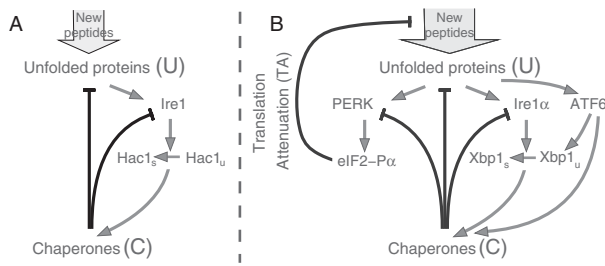 A
New
peptides
Unfolded proteins (U)
Ire1
Hac1s
Hac1u
Chaperones (C)
B
New
peptides
Translation
Attenuation (TA)
Unfolded proteins (U)
PERK
Ire1α
ATF6
eIF2–Pα
Xbp1s
Xbp1u
Chaperones (C)